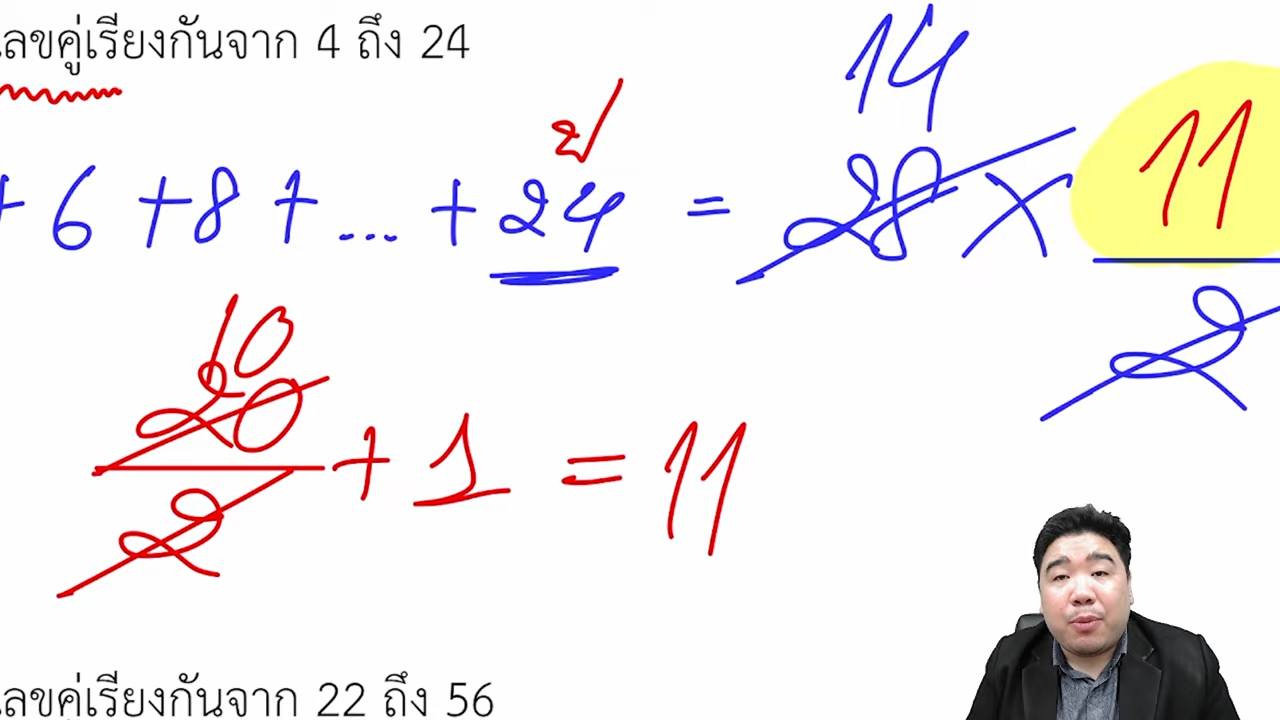 ลขคู่เรียงกันจาก 4 ถึง 24
14
ป
+ 6 + 8 + ... + 24 = 28 × 11
2
10
20
2
+ 1 = 11
ลขคู่เรียงกันจาก 22 ถึง 56